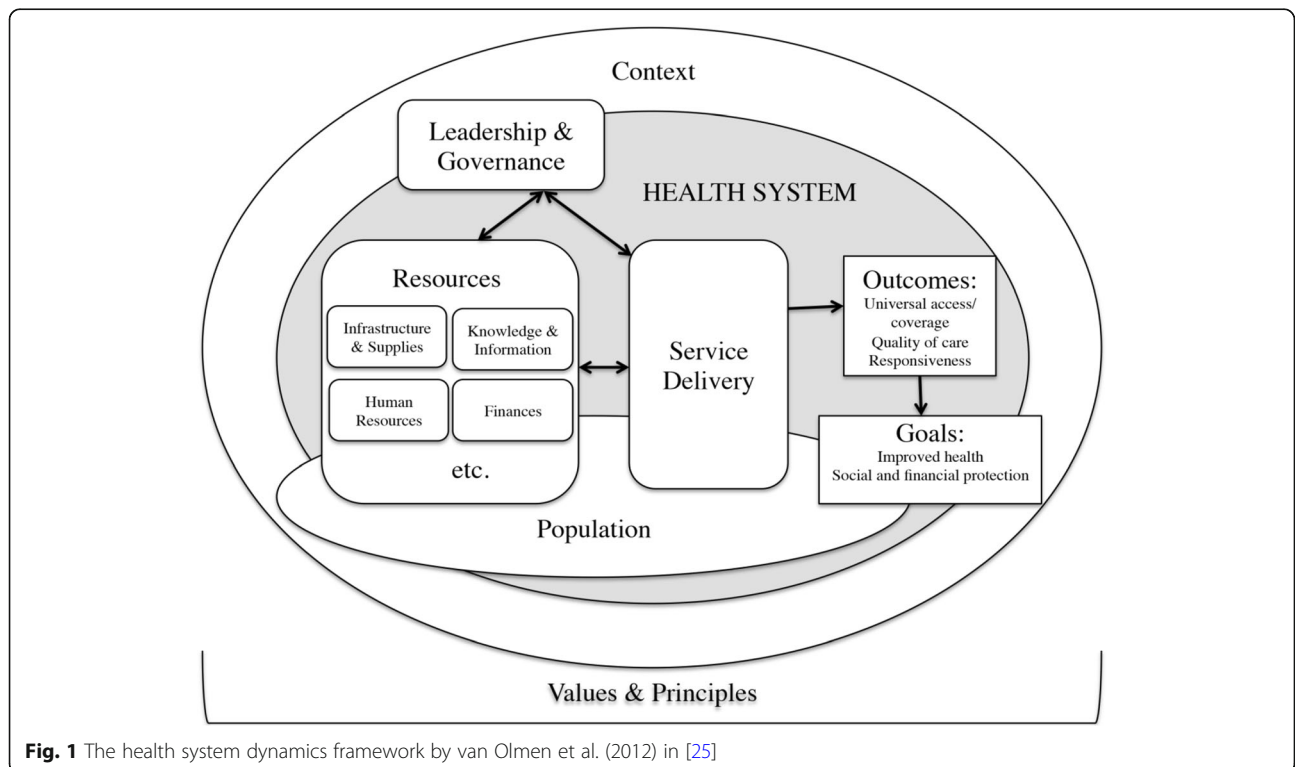 Context
Leadership &
Governance
HEALTH SYSTEM
Resources
Infrastructure
& Supplies
Knowledge &
Information
Human
Resources
Finances
etc.
Service
Delivery
Outcomes:
Universal access/
coverage
Quality of care
Responsiveness
Goals:
Improved health
Social and financial protection
Population
Values & Principles
Fig. 1 The health system dynamics framework by van Olmen et al. (2012) in [25]